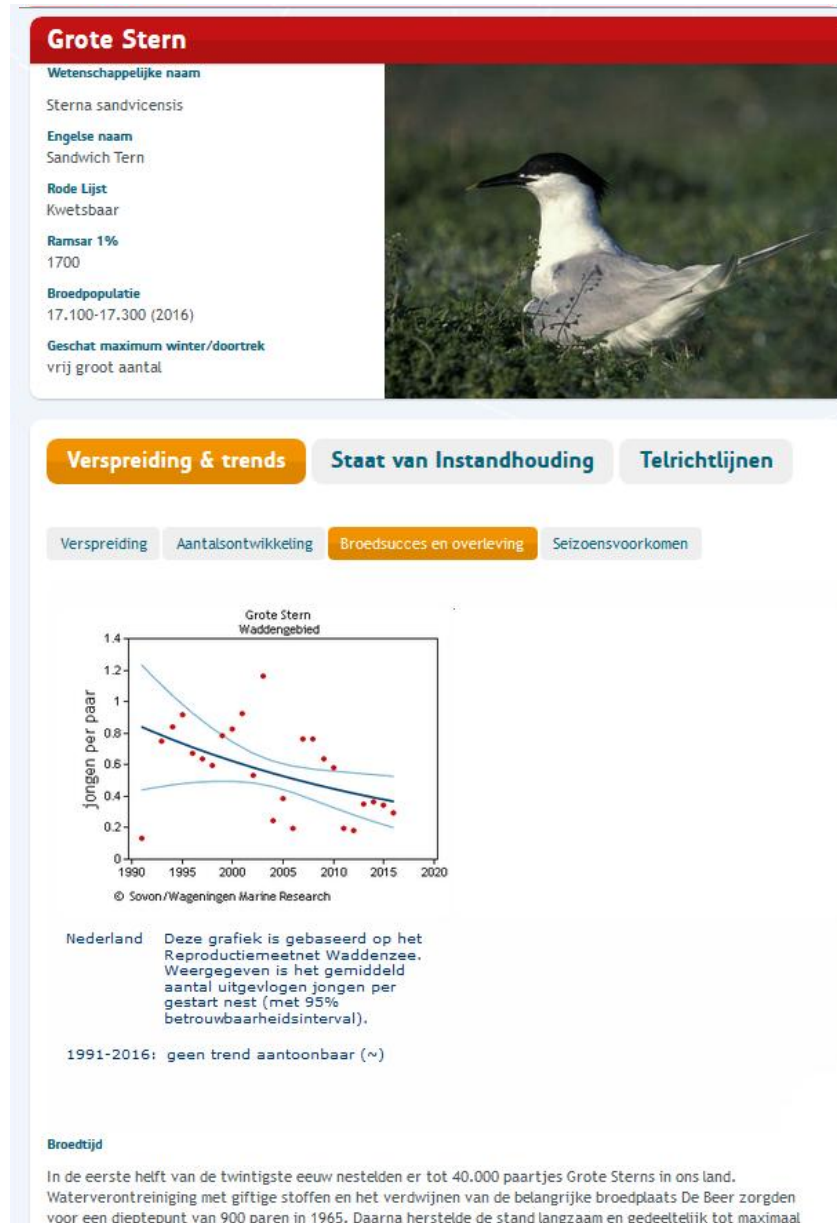 Grote Stern
Wetenschappelijke naam
Sterna sandvicensis
Engelse naam
Sandwich Tern
Rode Lijst
Kwetsbaar
Ramsar 1%
1700
Broedpopulatie
17.100-17.300 (2016)
Geschat maximum winter/doortrek
vrij groot aantal
Verspreiding & trends Staat van Instandhouding Telrichtlijnen
Verspreiding Aantalsontwikkeling Broedsucces en overleving Seizoensvoorkomen
Grote Stern
Waddengebied
jongen per paar
1.4
1.2
1
0.8
0.6
0.4
0.2
0
1990 1995 2000 2005 2010 2015 2020
© Sovon/Wageningen Marine Research
Nederland Deze grafiek is gebaseerd op het
Reproductiemeetnet Waddenzee.
Weergegeven is het gemiddeld
aantal uitgevlogen jongen per
gestart nest (met 95%
betrouwbaarheidsinterval).
1991-2016: geen trend aantoonbaar (~)
Broedtijd
In de eerste helft van de twintigste eeuw nestelden er tot 40.000 paartjes Grote Sterns in ons land.
Waterverontreiniging met giftige stoffen en het verdwijnen van de belangrijke broedplaats De Beer zorgden
voor een dieptepunt van 900 paren in 1965. Daarna herstelde de stand langzaam en gedeeltelijk tot maximaal